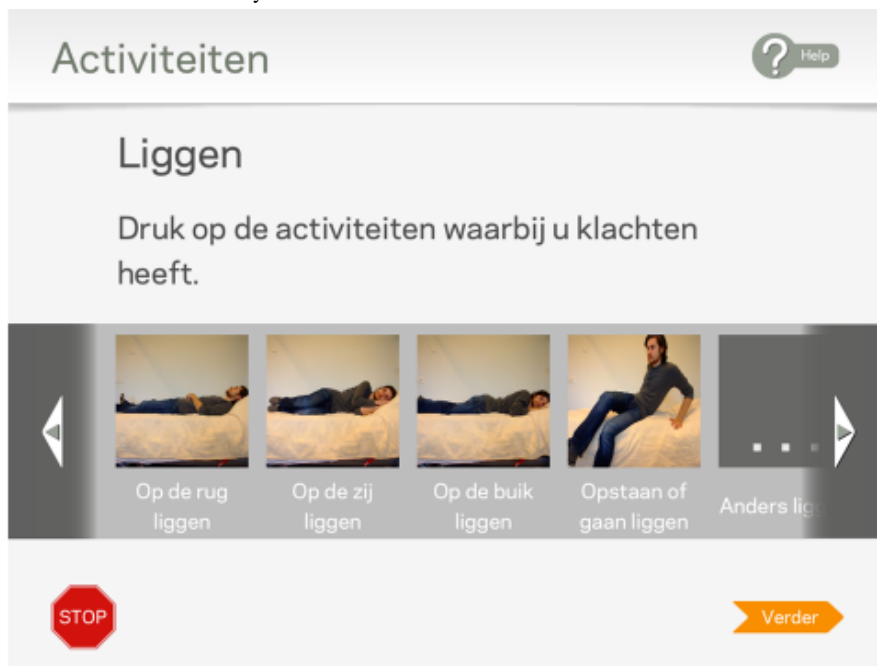 Activiteiten
? Help
Liggen
Druk op de activiteiten waarbij u klachten
heeft.
Op de rug
liggen
Op de zij
liggen
Op de buik
liggen
Opstaan of
gaan liggen
Anders
STOP
Verder